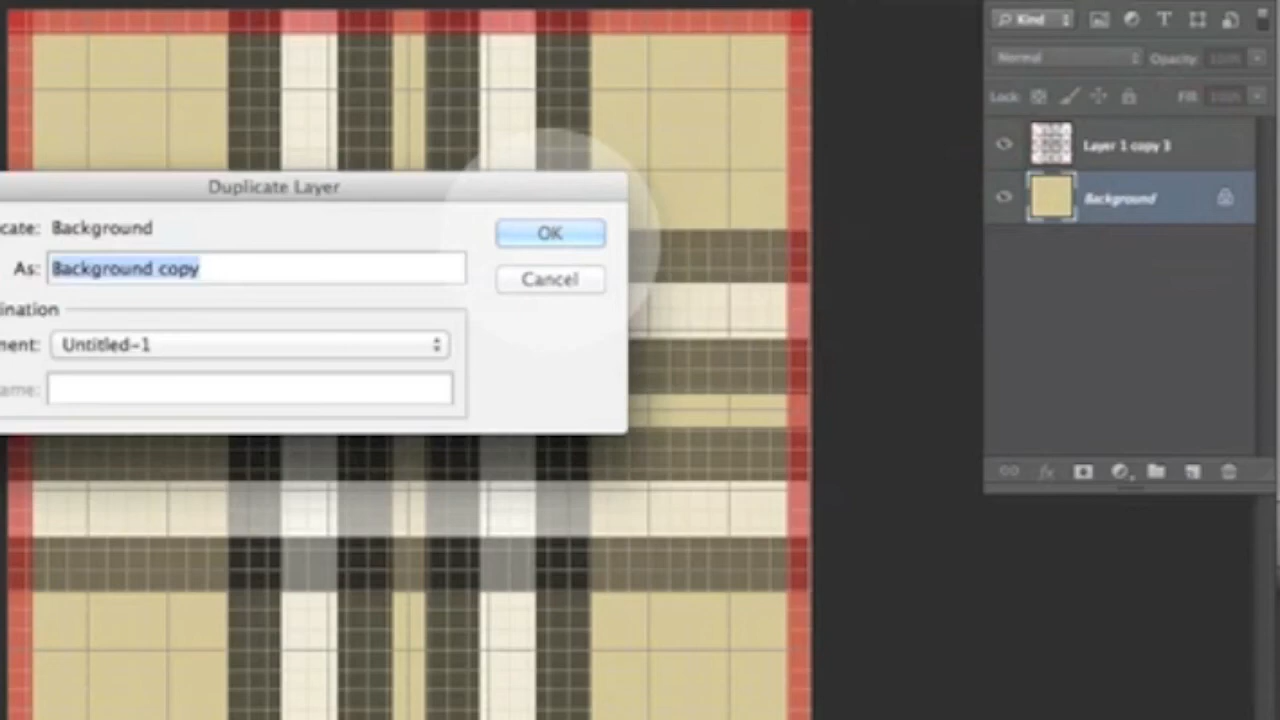 Kind
Normal
Opacity:
Lock:
Fill:
Layer 1 copy 3
Background
Duplicate Layer
cate: Background
As: Background copy
ination
ment: Untitled-1
ame:
OK
Cancel